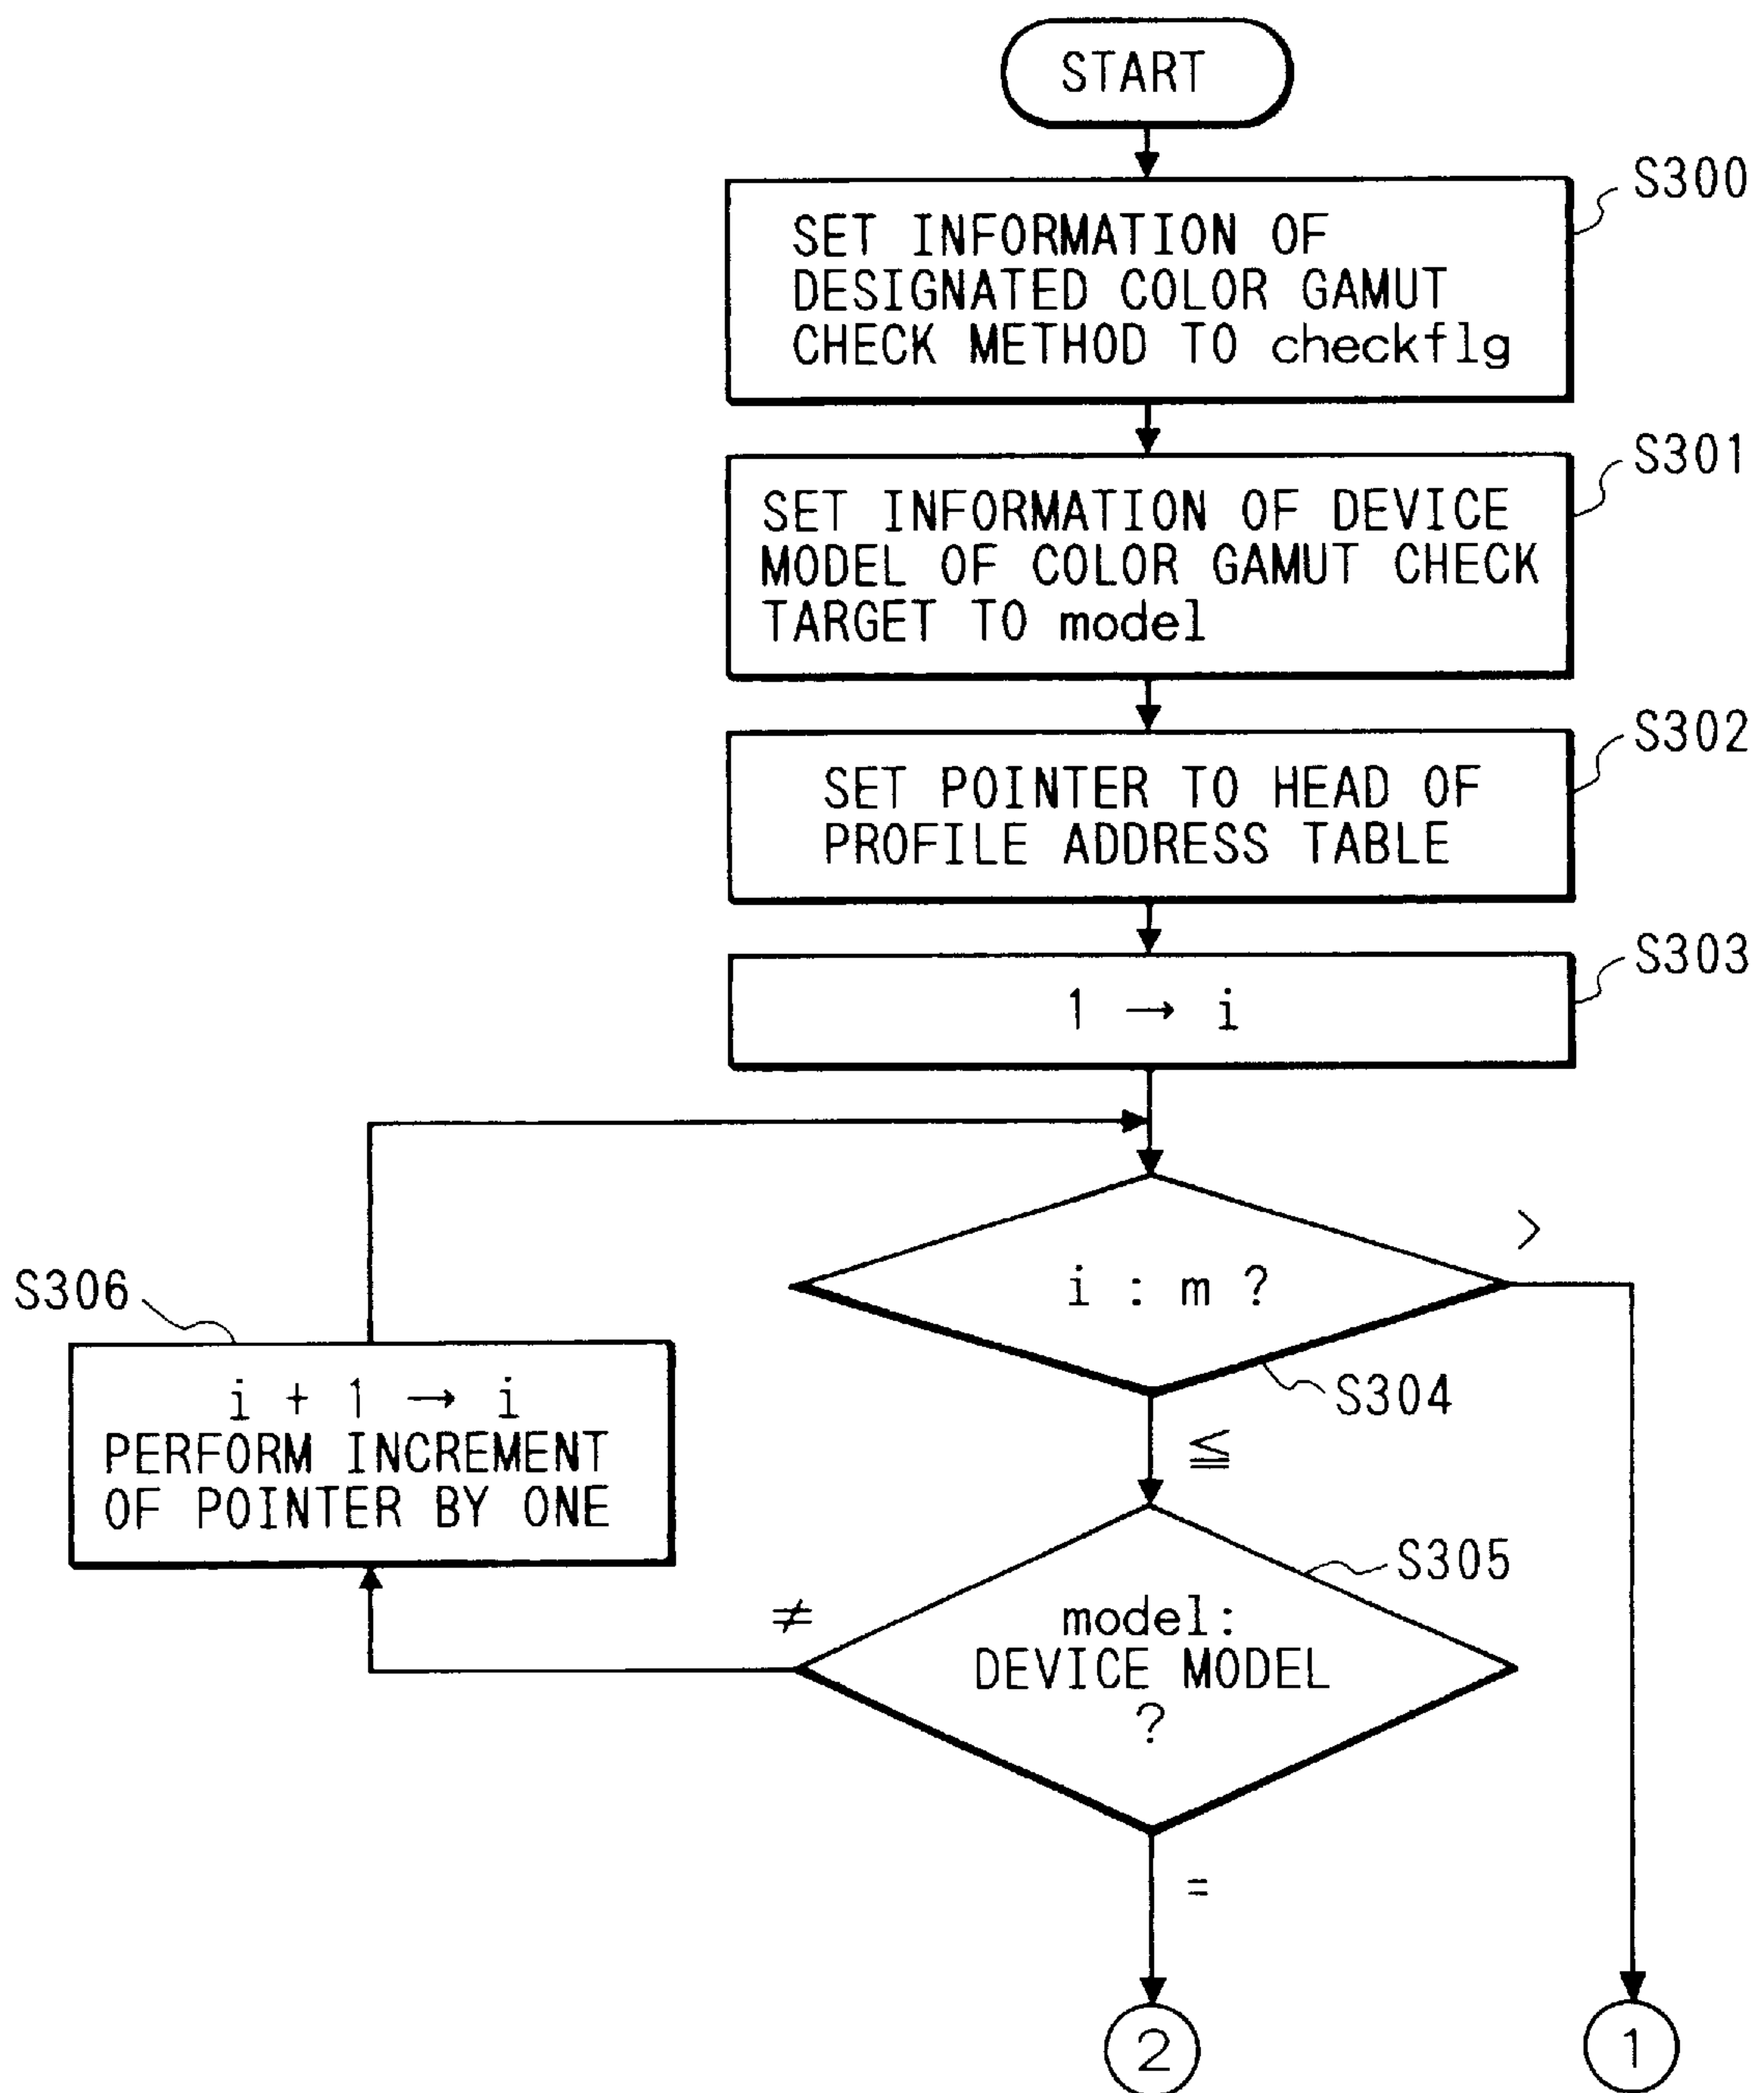 START
S300
SET INFORMATION OF
DESIGNATED COLOR GAMUT
CHECK METHOD TO checkflg
S301
SET INFORMATION OF DEVICE
MODEL OF COLOR GAMUT CHECK
TARGET TO model
S302
SET POINTER TO HEAD OF
PROFILE ADDRESS TABLE
S303
1 → i
>
i : m ?
S304
≦
S306
i + 1 → i
PERFORM INCREMENT
OF POINTER BY ONE
S305
≠
model:
DEVICE MODEL
?
=
2
1